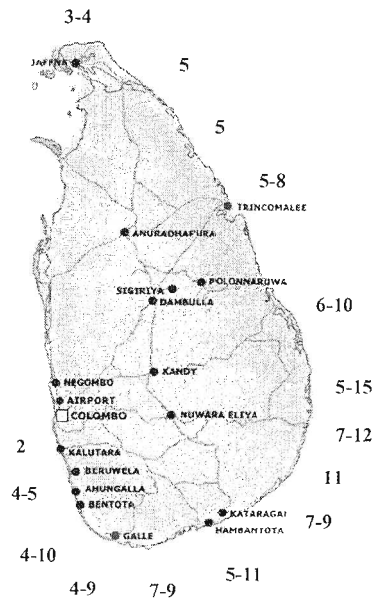 3-4
JAFFNA
5
5
5-8
TRINCOMALEE
ANURADHAPURA
POLONNARUWA
SIGIRIYA
DAMBULLA
6-10
KANDY
5-15
NEGOMBO
AIRPORT
COLOMBO
NUWARA ELIYA
7-12
2
KALUTARA
BERUWELA
11
4-5
AHUNGALLA
BENTOTA
KATARAGAI
7-9
HAMBANTOTA
GALLE
4-10
5-11
4-9
7-9